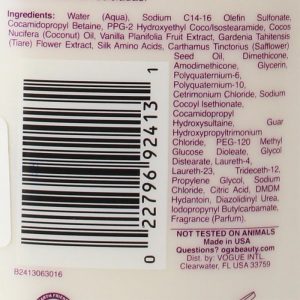 Ingredients: Water (Aqua), Sodium C14-16 Olefin Sulfonate,
Cocamidopropyl Betaine, PPG-2 Hydroxyethyl Coco/Isostearamide, Cocos
Nucifera (Coconut) Oil, Vanilla Planifolia Fruit Extract, Gardenia Tahitensis
(Tiare) Flower Extract, Silk Amino Acids, Carthamus Tinctorius (Safflower)
Seed Oil, Dimethicone,
Amodimethicone, Glycerin,
Polyquaternium-6,
Polyquaternium-10,
Cetrimonium Chloride, Sodium
Cocoyl Isethionate,
Cocamidopropyl
Hydroxysultaine, Guar
Hydroxypropyltrimonium
Chloride, PEG-120 Methyl
Glucose Dioleate, Glycol
Distearate, Laureth-4,
Laureth-23, Trideceth-12,
Propylene Glycol, Sodium
Chloride, Citric Acid, DMDM
Hydantoin, Diazolidinyl Urea,
Iodopropynyl Butylcarbamate,
Fragrance (Parfum).
0 22796 92413 1
NOT TESTED ON ANIMALS
Made in USA
Questions? ogxbeauty.com
Dist. by: VOGUE INTL.
Clearwater, FL USA 33759
B2413063016